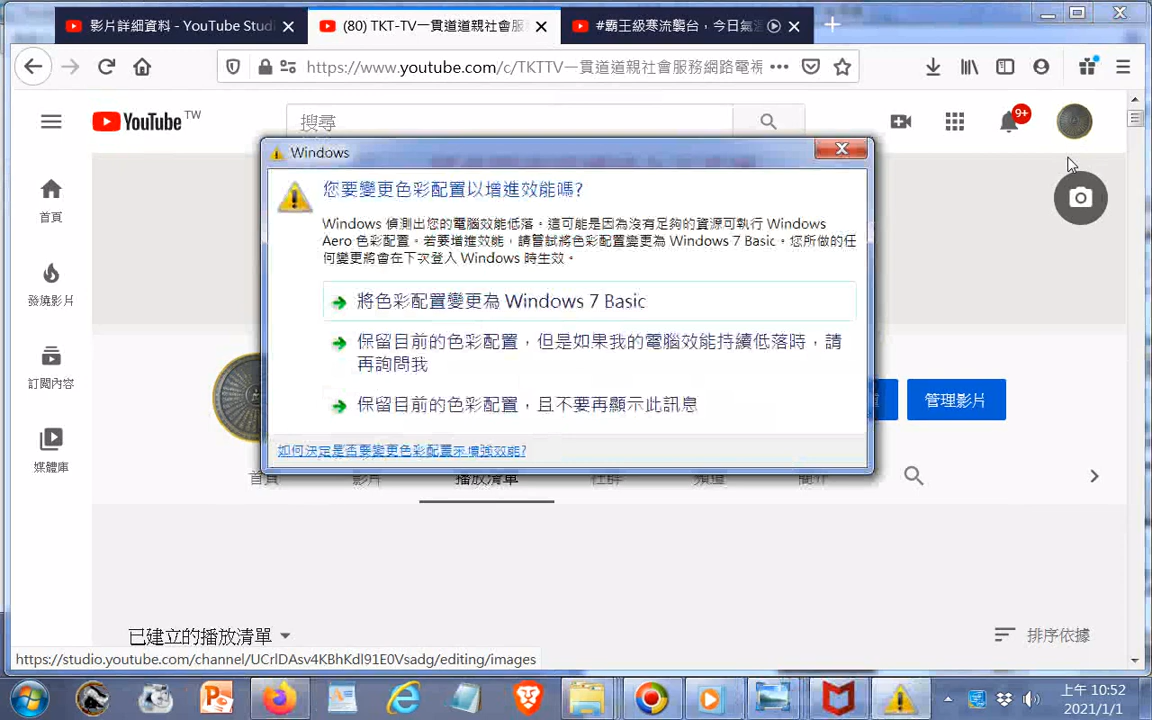 影片詳細資料 - YouTube Stud
(80) TKT-TV一貫道道親社會服
#霸王級寒流襲台，今日氣溫
https://www.youtube.com/c/TKTTV一貫道道親社會服務網路電視
YouTube TW
搜尋
9+
首頁
發燒影片
訂閱內容
媒體庫
Windows
您要變更色彩配置以增進效能嗎?
Windows 偵測出您的電腦效能低落。這可能是因為沒有足夠的資源可執行 Windows
Aero 色彩配置。若要增進效能，請嘗試將色彩配置變更為 Windows 7 Basic。您所做的任
何變更將會在下次登入 Windows 時生效。
將色彩配置變更為 Windows 7 Basic
保留目前的色彩配置，但是如果我的電腦效能持續低落時，請
再詢問我
保留目前的色彩配置，且不要再顯示此訊息
如何決定是否要變更色彩配置來增強效能?
管理影片
首頁 影片 播放清單 社群 頻道 簡介
已建立的播放清單
排序依據
https://studio.youtube.com/channel/UCrlDAsv4KBhKdl91E0Vsadg/editing/images
上午 10:52
2021/1/1